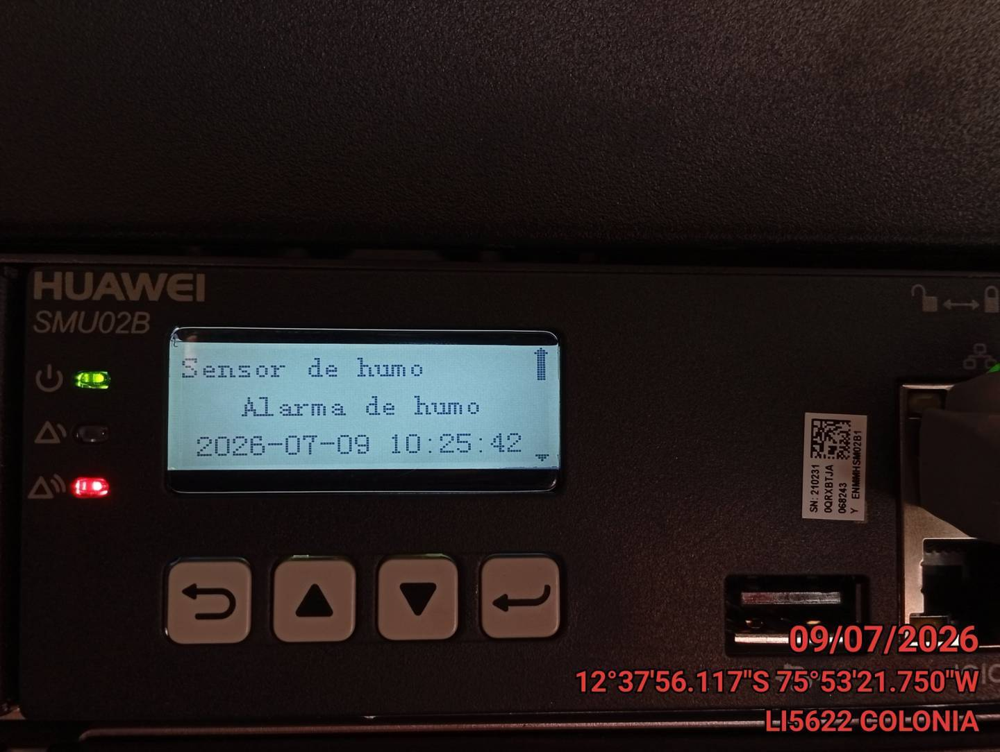 HUAWEI
SMU02B
Sensor de humo
Alarma de humo
2026-07-09 10:25:42
SN: 210231
0QRXBTJA
068243
Y ENMMHSM02B1
09/07/2026
12°37'56.117"S 75°53'21.750"W
LI5622 COLONIA